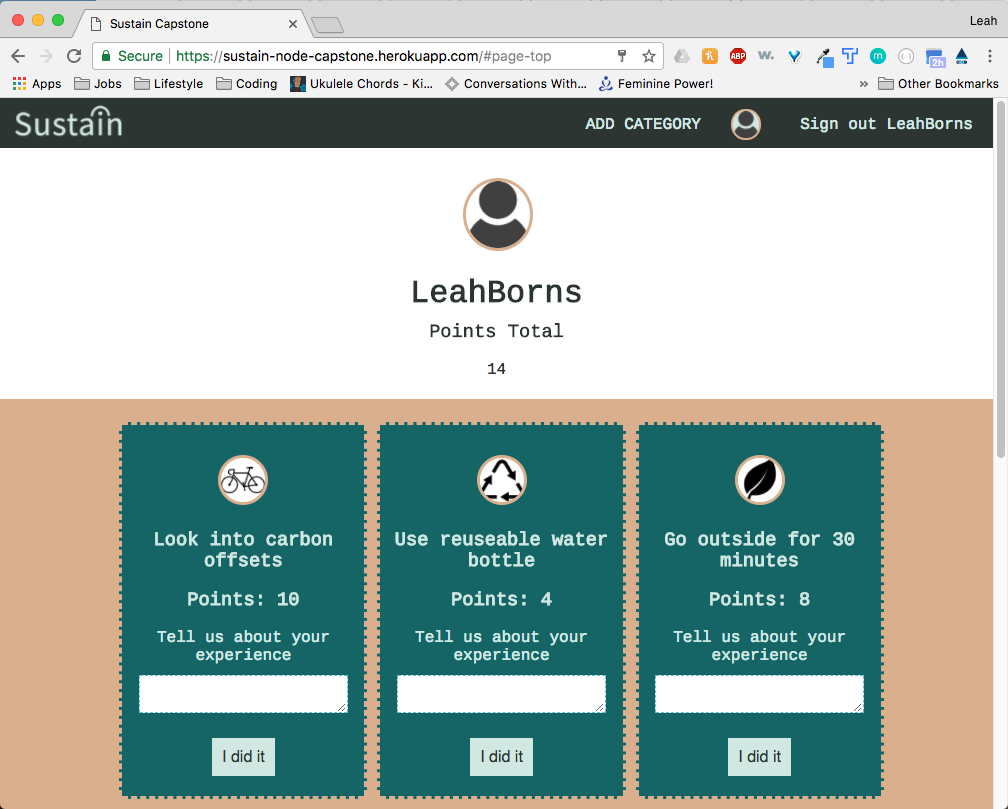 Sustain Capstone
Leah
Secure https://sustain-node-capstone.herokuapp.com/#page-top
ABP
w.
m
2h
Apps Jobs Lifestyle Coding Ukulele Chords - Ki... Conversations With... Feminine Power! » Other Bookmarks
Sustain ADD CATEGORY Sign out LeahBorns
LeahBorns
Points Total
14
Look into carbon
offsets
Points: 10
Tell us about your
experience
I did it
Use reuseable water
bottle
Points: 4
Tell us about your
experience
I did it
Go outside for 30
minutes
Points: 8
Tell us about your
experience
I did it